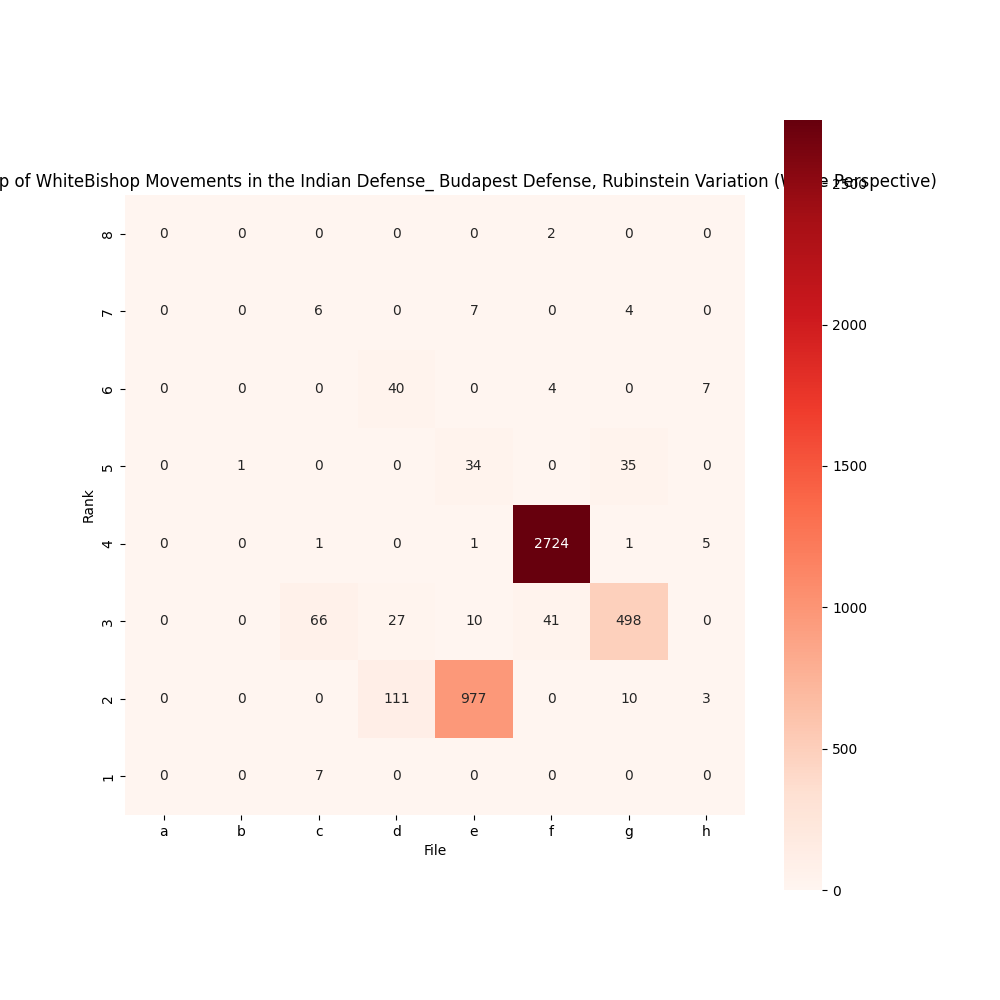 p of WhiteBishop Movements in the Indian Defense_ Budapest Defense, Rubinstein Variation (White Perspective)
8 0 0 0 0 0 2 0 0
7 0 0 6 0 7 0 4 0
6 0 0 0 40 0 4 0 7
5 0 1 0 0 34 0 35 0
4 0 0 1 0 1 2724 1 5
3 0 0 66 27 10 41 498 0
2 0 0 0 111 977 0 10 3
1 0 0 7 0 0 0 0 0
a b c d e f g h
File
Rank
2500
2000
1500
1000
500
0